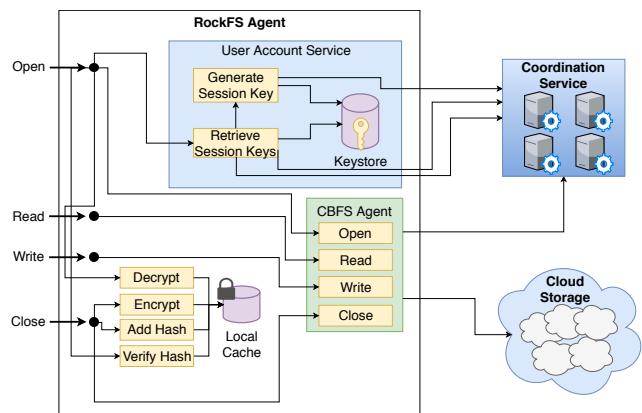 RockFS Agent
User Account Service
Open
Generate
Session Key
Coordination
Service
Retrieve
Session Keys
Keystore
CBFS Agent
Read
Open
Read
Write
Decrypt
Write
Encrypt
Close
Add Hash
Close
Verify Hash
Local
Cache
Cloud
Storage